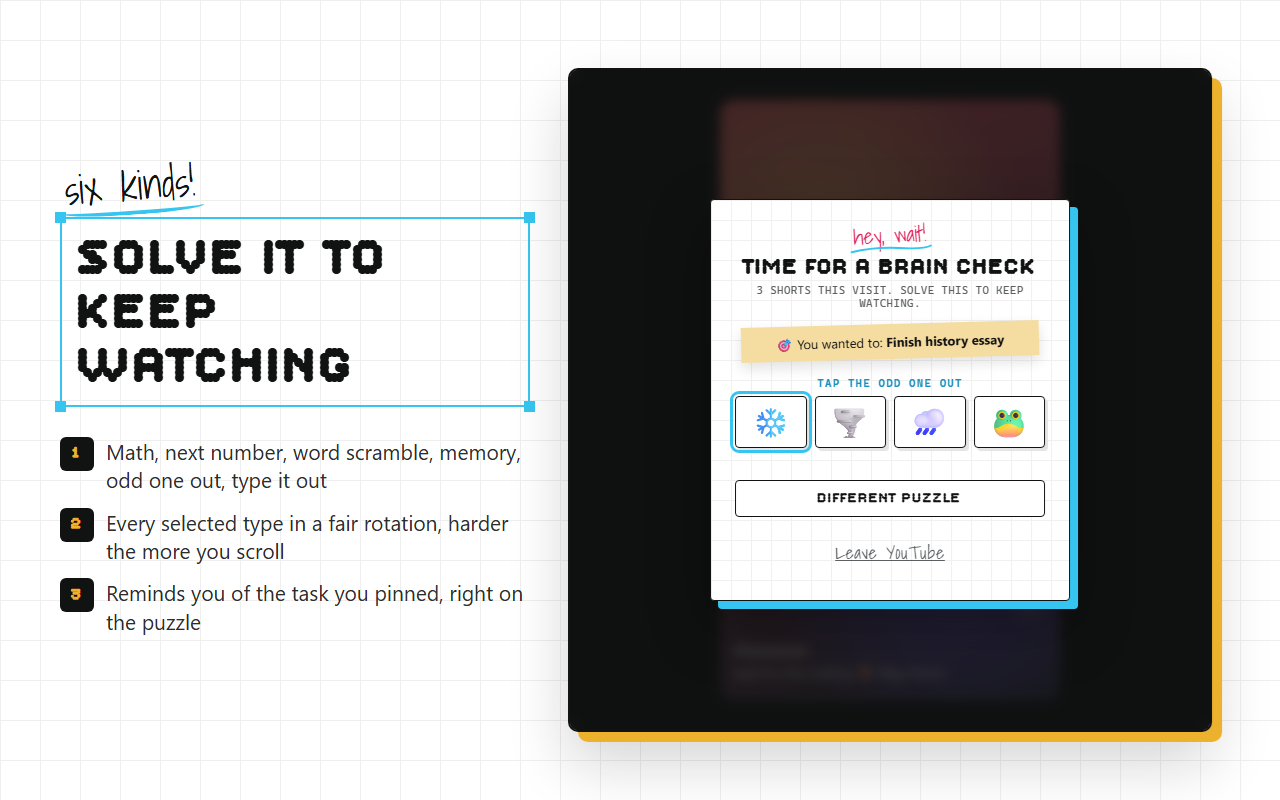 six kinds!
SOLVE IT TO
KEEP
WATCHING
1 Math, next number, word scramble, memory,
odd one out, type it out
2 Every selected type in a fair rotation, harder
the more you scroll
3 Reminds you of the task you pinned, right on
the puzzle
hey, wait!
TIME FOR A BRAIN CHECK
3 SHORTS THIS VISIT. SOLVE THIS TO KEEP
WATCHING.
🎯 You wanted to: Finish history essay
TAP THE ODD ONE OUT
DIFFERENT PUZZLE
Leave YouTube